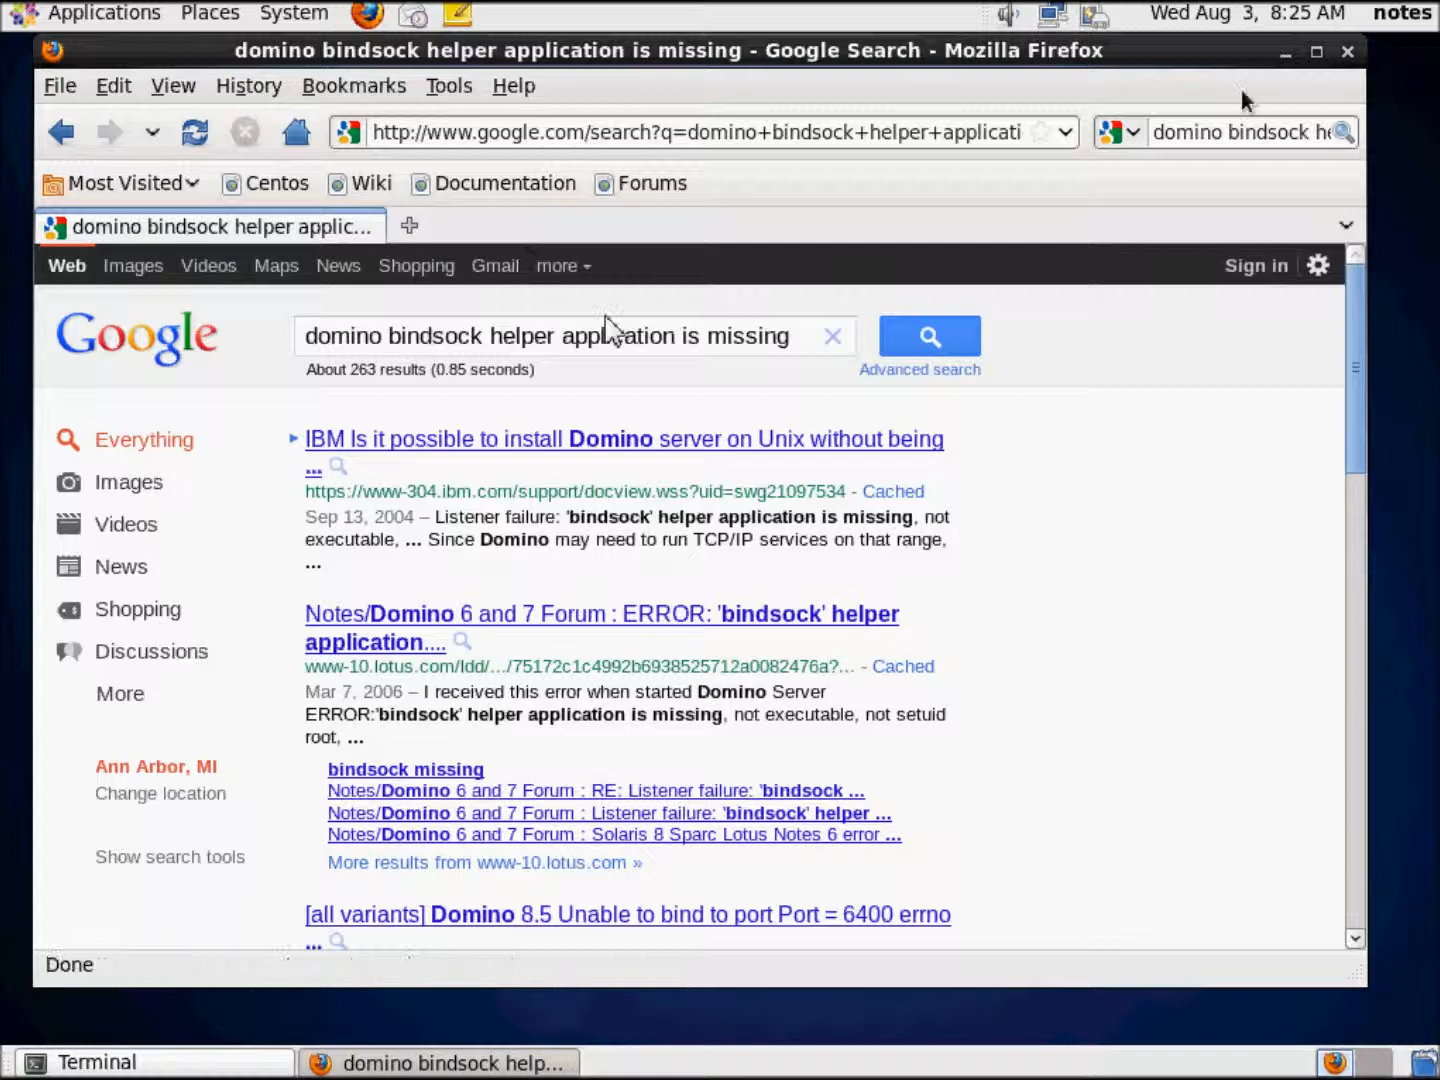 Applications Places System Wed Aug 3, 8:25 AM notes
domino bindsock helper application is missing - Google Search - Mozilla Firefox
File Edit View History Bookmarks Tools Help
http://www.google.com/search?q=domino+bindsock+helper+applicati domino bindsock he
Most Visited Centos Wiki Documentation Forums
domino bindsock helper applic...
Web Images Videos Maps News Shopping Gmail more Sign in
Google domino bindsock helper application is missing
About 263 results (0.85 seconds) Advanced search
Everything
Images
Videos
News
Shopping
Discussions
More
Ann Arbor, MI
Change location
Show search tools
IBM Is it possible to install Domino server on Unix without being
...
https://www-304.ibm.com/support/docview.wss?uid=swg21097534 - Cached
Sep 13, 2004 – Listener failure: 'bindsock' helper application is missing, not
executable, ... Since Domino may need to run TCP/IP services on that range,
...
Notes/Domino 6 and 7 Forum : ERROR: 'bindsock' helper
application....
www-10.lotus.com/ldd/.../75172c1c4992b6938525712a0082476a?... - Cached
Mar 7, 2006 – I received this error when started Domino Server
ERROR:'bindsock' helper application is missing, not executable, not setuid
root, ...
bindsock missing
Notes/Domino 6 and 7 Forum : RE: Listener failure: 'bindsock ...
Notes/Domino 6 and 7 Forum : Listener failure: 'bindsock' helper ...
Notes/Domino 6 and 7 Forum : Solaris 8 Sparc Lotus Notes 6 error ...
More results from www-10.lotus.com »
[all variants] Domino 8.5 Unable to bind to port Port = 6400 errno
...
Done
Terminal domino bindsock help...